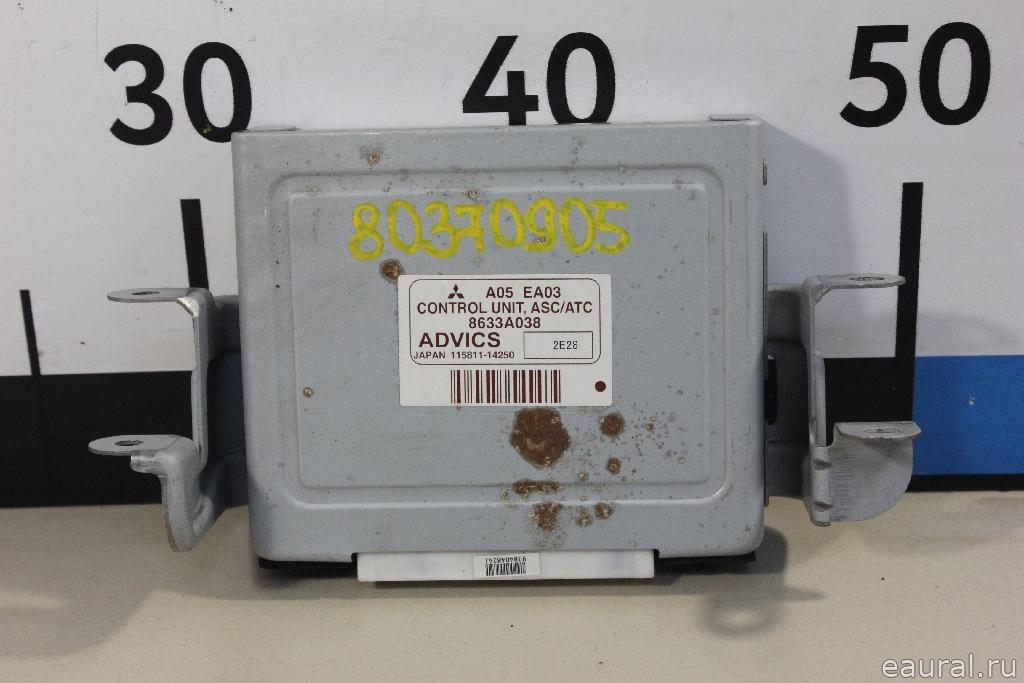 30 40 50
80370905
A05 EA03
CONTROL UNIT, ASC/ATC
8633A038
ADVICS 2E28
JAPAN 115811-14250
eaural.ru